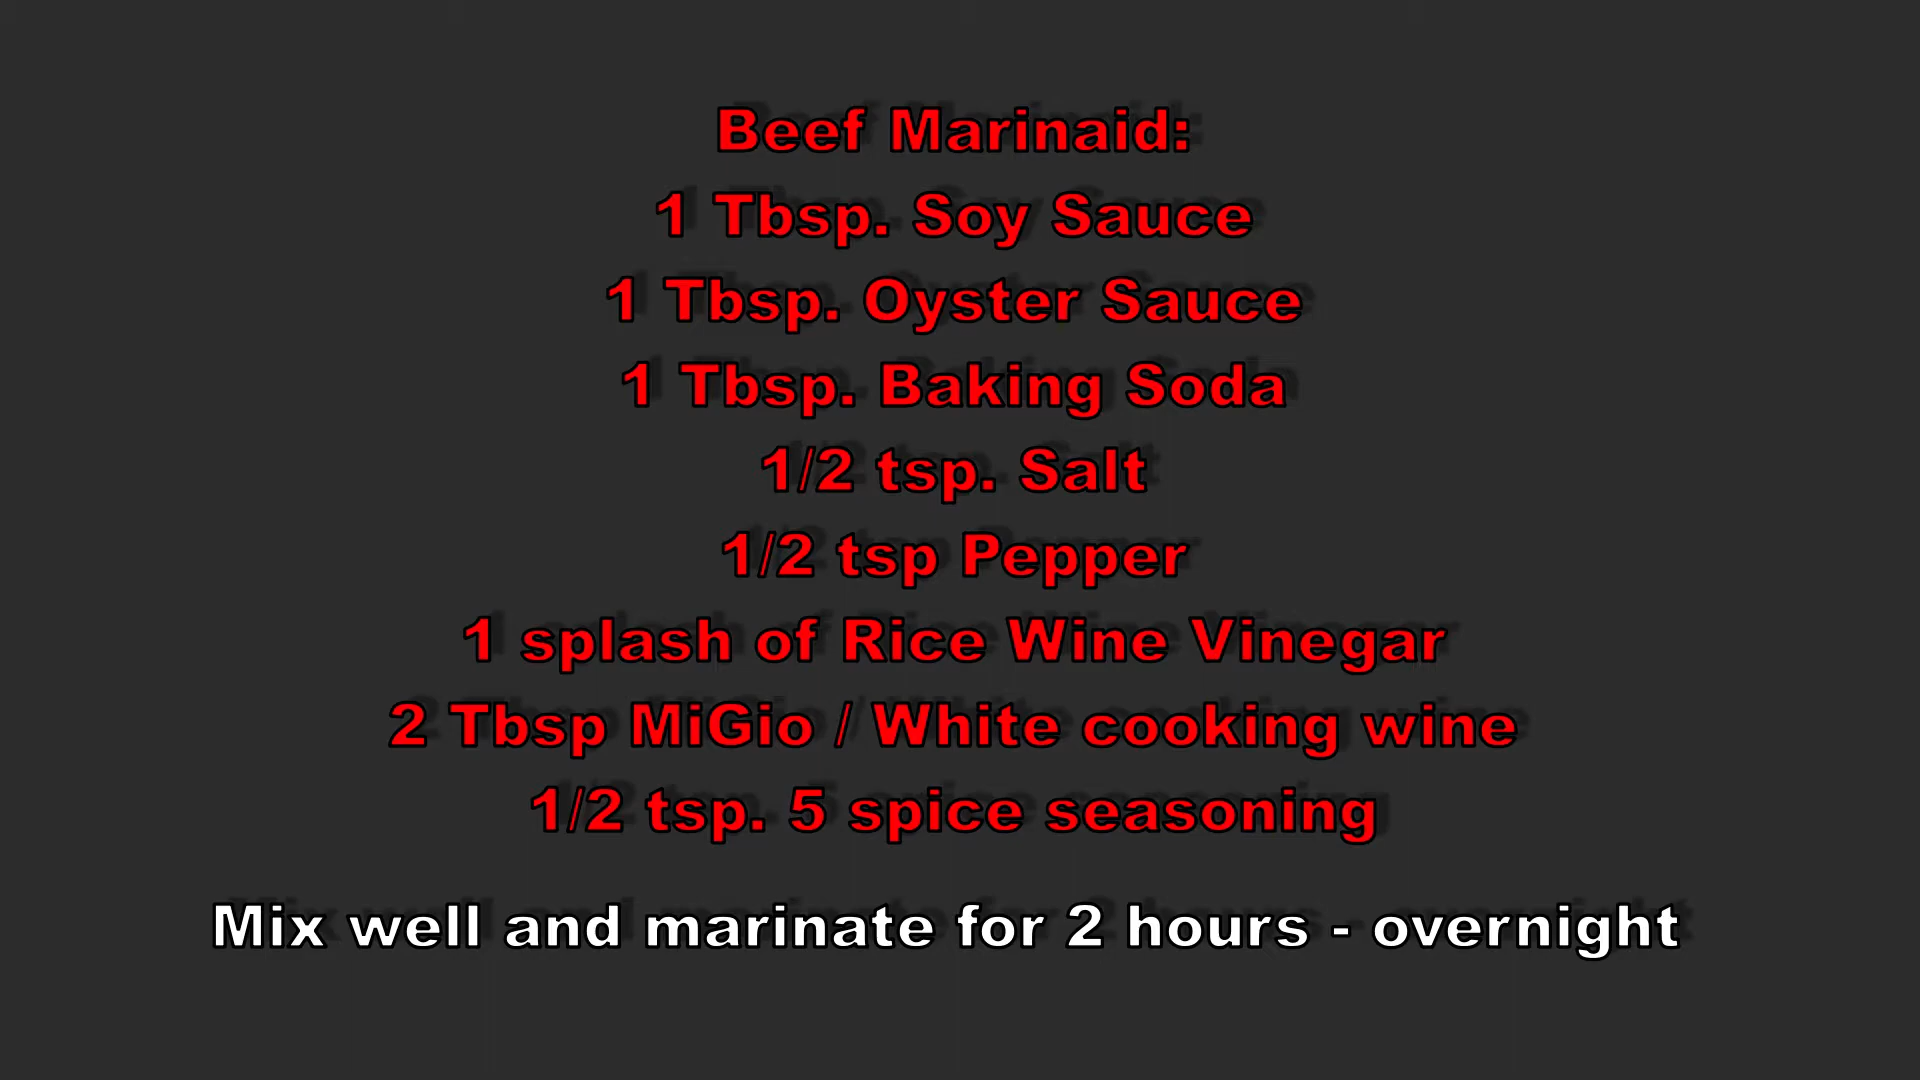 Beef Marinaid:
1 Tbsp. Soy Sauce
1 Tbsp. Oyster Sauce
1 Tbsp. Baking Soda
1/2 tsp. Salt
1/2 tsp Pepper
1 splash of Rice Wine Vinegar
2 Tbsp MiGio / White cooking wine
1/2 tsp. 5 spice seasoning
Mix well and marinate for 2 hours - overnight